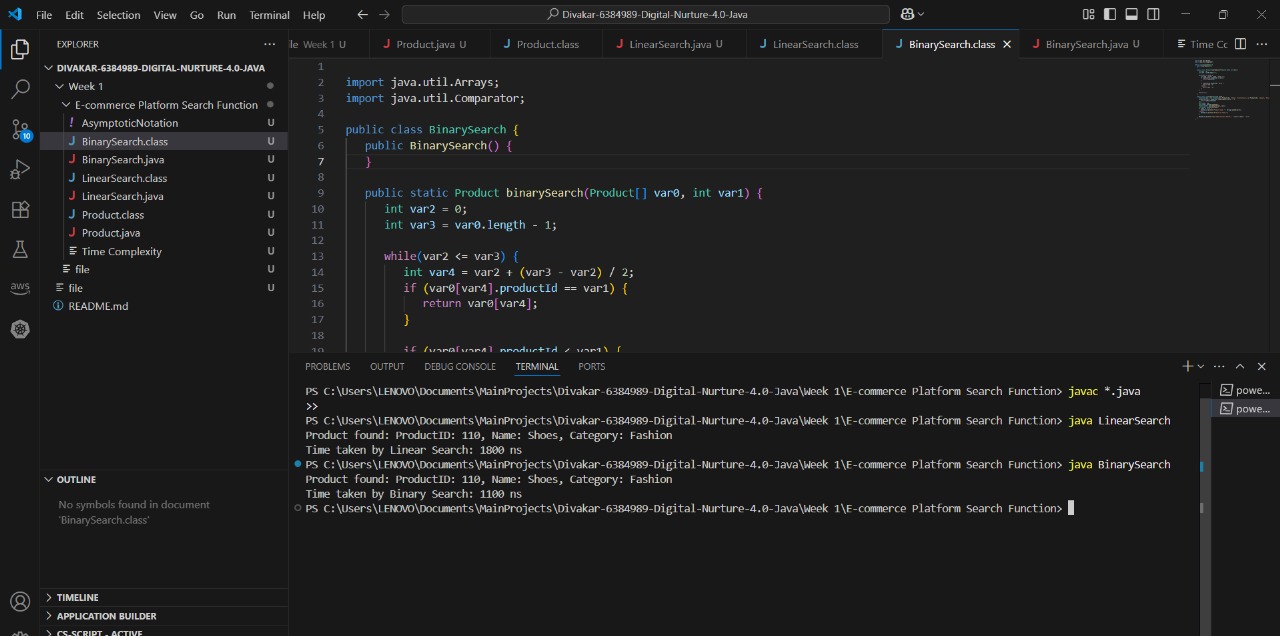 File Edit Selection View Go Run Terminal Help
Divakar-6384989-Digital-Nurture-4.0-Java
EXPLORER
DIVAKAR-6384989-DIGITAL-NURTURE-4.0-JAVA
Week 1
E-commerce Platform Search Function
! AsymptoticNotation U
J BinarySearch.class U
J BinarySearch.java U
J LinearSearch.class U
J LinearSearch.java U
J Product.class U
J Product.java U
Time Complexity U
file U
file U
README.md
10
aws
OUTLINE
No symbols found in document
'BinarySearch.class'
TIMELINE
APPLICATION BUILDER
CS-SCRIPT - ACTIVE
ile Week 1 U J Product.java U J Product.class J LinearSearch.java U J LinearSearch.class J BinarySearch.class J BinarySearch.java U Time Cc
1
2 import java.util.Arrays;
3 import java.util.Comparator;
4
5 public class BinarySearch {
6 public BinarySearch() {
7 }
8
9 public static Product binarySearch(Product[] var0, int var1) {
10 int var2 = 0;
11 int var3 = var0.length - 1;
12
13 while(var2 <= var3) {
14 int var4 = var2 + (var3 - var2) / 2;
15 if (var0[var4].productId == var1) {
16 return var0[var4];
17 }
18
19 if (var0[var4].productId < var1) {
PROBLEMS OUTPUT DEBUG CONSOLE TERMINAL PORTS
PS C:\Users\LENOVO\Documents\MainProjects\Divakar-6384989-Digital-Nurture-4.0-Java\Week 1\E-commerce Platform Search Function> javac *.java
>>
PS C:\Users\LENOVO\Documents\MainProjects\Divakar-6384989-Digital-Nurture-4.0-Java\Week 1\E-commerce Platform Search Function> java LinearSearch
Product found: ProductID: 110, Name: Shoes, Category: Fashion
Time taken by Linear Search: 1800 ns
PS C:\Users\LENOVO\Documents\MainProjects\Divakar-6384989-Digital-Nurture-4.0-Java\Week 1\E-commerce Platform Search Function> java BinarySearch
Product found: ProductID: 110, Name: Shoes, Category: Fashion
Time taken by Binary Search: 1100 ns
PS C:\Users\LENOVO\Documents\MainProjects\Divakar-6384989-Digital-Nurture-4.0-Java\Week 1\E-commerce Platform Search Function>
powe...
powe...